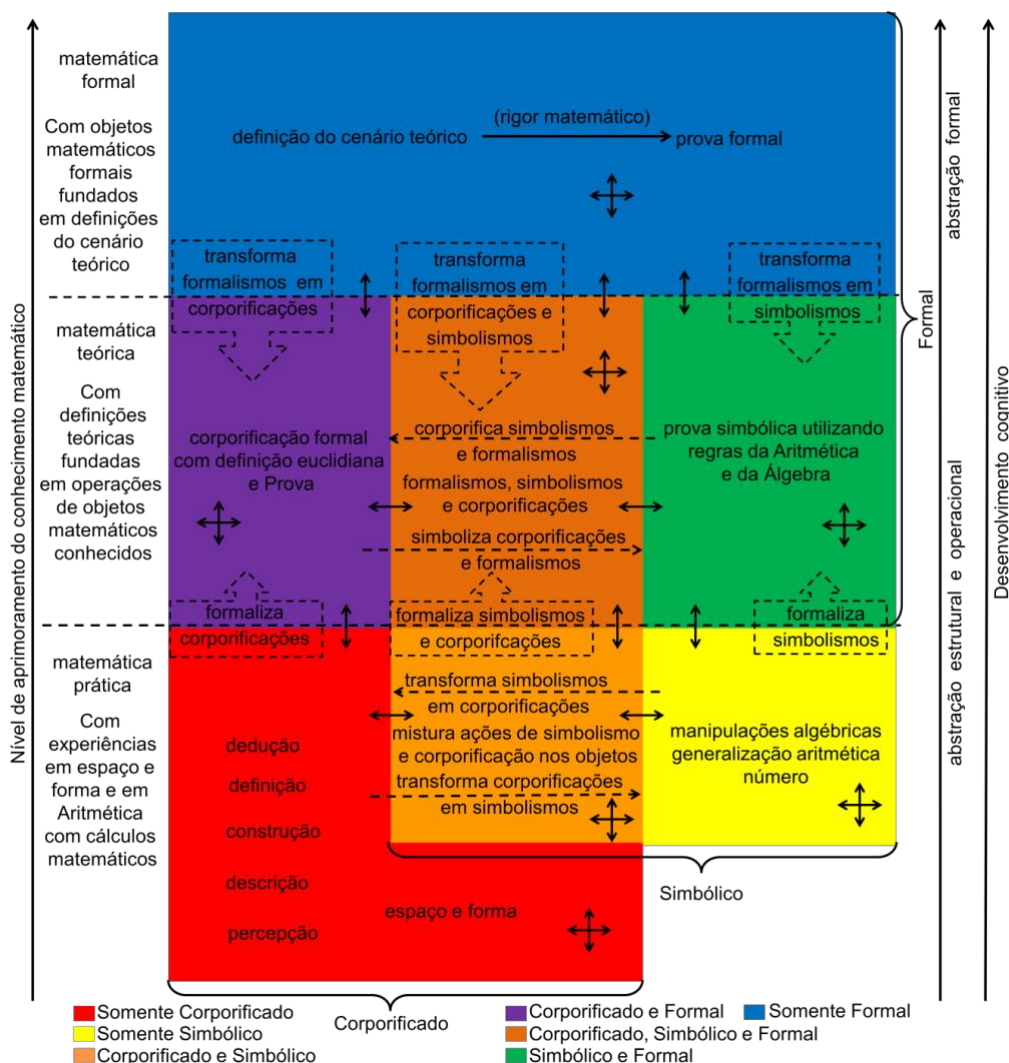 Nível de aprimoramento do conhecimento matemático
matemática
formal
Com objetos
matemáticos
formais
fundados
em definições
do cenário
teórico
matemática
teórica
Com
definições
teóricas
fundadas
em operações
de objetos
matemáticos
conhecidos
matemática
prática
Com
experiências
em espaço e
forma e em
Aritmética
com cálculos
matemáticos
definição do cenário teórico
(rigor matemático)
prova formal
transforma
formalismos em
corporificações
transforma
formalismos em
corporificações e
simbolismos
transforma
formalismos em
simbolismos
corporificação formal
com definição euclidiana
e Prova
corporifica simbolismos
e formalismos
formalismos, simbolismos
e corporificações
simboliza corporificações
e formalismos
prova simbólica utilizando
regras da Aritmética
e da Álgebra
formaliza
corporificações
formaliza simbolismos
e corporifcações
formaliza
simbolismos
transforma simbolismos
em corporificações
mistura ações de simbolismo
e corporificação nos objetos
transforma corporificações
em simbolismos
manipulações algébricas
generalização aritmética
número
dedução
definição
construção
descrição
percepção
espaço e forma
Simbólico
Corporificado
Formal
abstração formal
abstração estrutural e operacional
Desenvolvimento cognitivo
Somente Corporificado
Somente Simbólico
Corporificado e Simbólico
Corporificado e Formal
Corporificado, Simbólico e Formal
Simbólico e Formal
Somente Formal